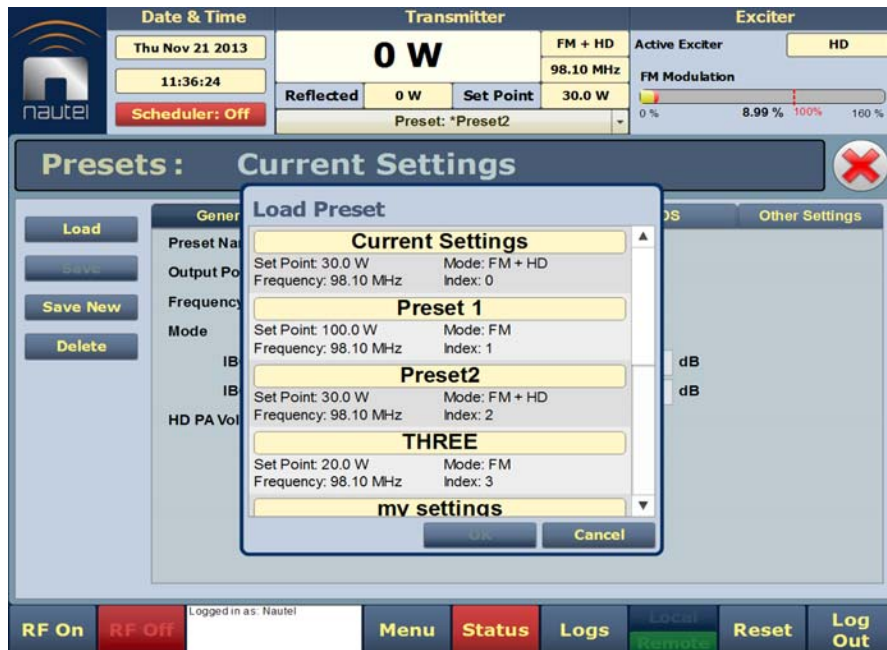 Date & Time
Transmitter
Exciter
nautel
Thu Nov 21 2013
11:36:24
Scheduler: Off
0 W
FM + HD
98.10 MHz
Reflected
0 W
Set Point
30.0 W
Preset: *Preset2
Active Exciter
HD
FM Modulation
0 %
8.99 %
100%
160 %
Presets: Current Settings
Load
Save
Save New
Delete
Gener
DS
Other Settings
Preset Na
Output Po
Frequency
Mode
IB
dB
IB
dB
HD PA Vol
Load Preset
Current Settings
Set Point: 30.0 W Mode: FM + HD
Frequency: 98.10 MHz Index: 0
Preset 1
Set Point: 100.0 W Mode: FM
Frequency: 98.10 MHz Index: 1
Preset2
Set Point: 30.0 W Mode: FM + HD
Frequency: 98.10 MHz Index: 2
THREE
Set Point: 20.0 W Mode: FM
Frequency: 98.10 MHz Index: 3
my settings
OK
Cancel
RF On
RF Off
Logged in as: Nautel
Menu
Status
Logs
Local
Remote
Reset
Log
Out